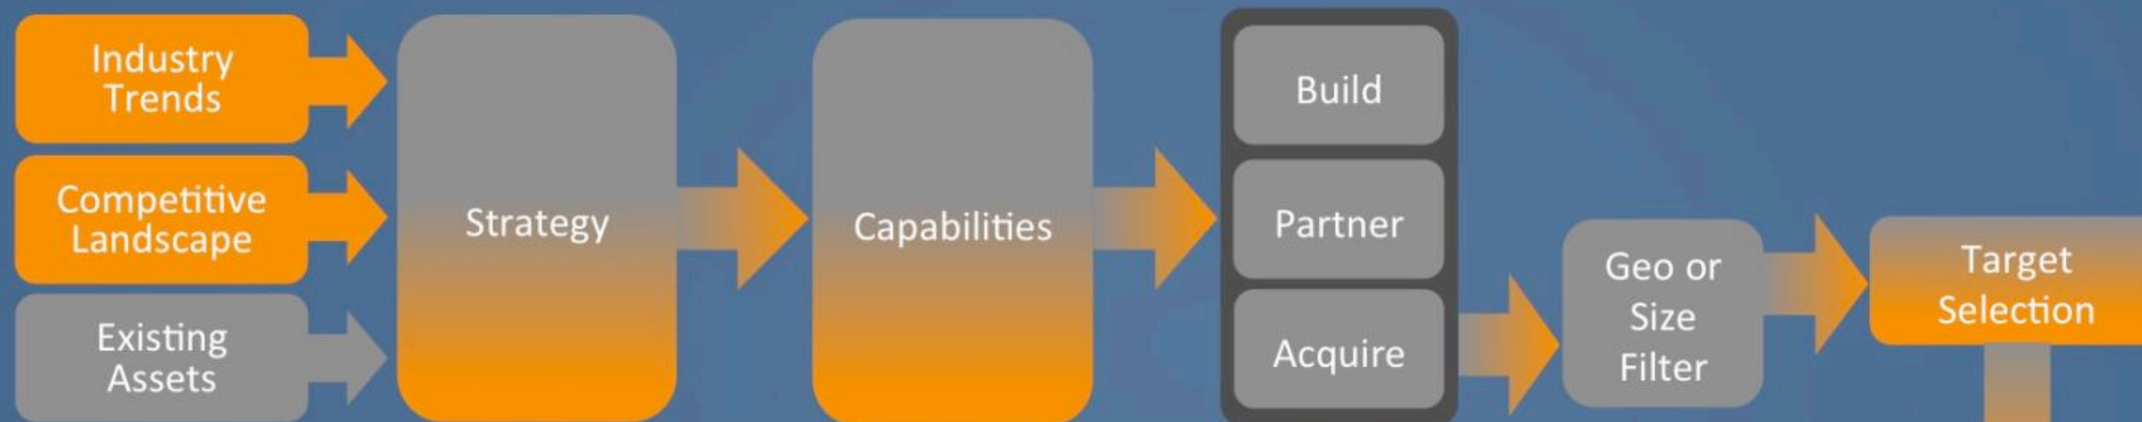 Industry
Trends
Competitive
Landscape
Existing
Assets
Strategy
Capabilities
Build
Partner
Acquire
Geo or
Size
Filter
Target
Selection